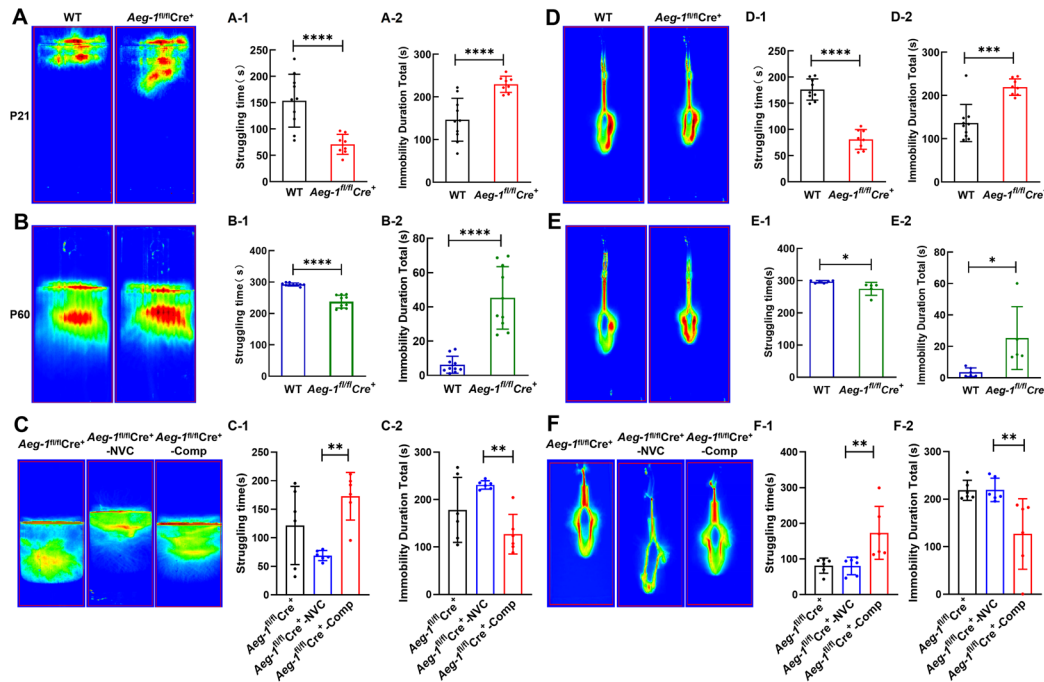 A
WT
Aeg-1fl/flCre+
P21
A-1
****
Struggling time( s)
250
200
150
100
50
0
WT
Aeg-1fl/flCre+
A-2
****
Immobility Duration Total (s)
300
200
100
0
WT
Aeg-1fl/flCre+
D
WT
Aeg-1fl/flCre+
D-1
****
Struggling time( s)
250
200
150
100
50
0
WT
Aeg-1fl/flCre+
D-2
***
Immobility Duration Total (s)
300
200
100
0
WT
Aeg-1fl/flCre+
B
P60
B-1
****
Struggling time( s)
400
300
200
100
0
WT
Aeg-1fl/flCre+
B-2
****
Immobility Duration Total (s)
80
60
40
20
0
WT
Aeg-1fl/flCre+
E
E-1
*
Struggling time(s)
400
300
200
100
0
WT
Aeg-1fl/flCre+
E-2
*
Immobility Duration Total (s)
80
60
40
20
0
WT
Aeg-1fl/flCre
C
Aeg-1fl/flCre+
Aeg-1fl/flCre+
-NVC
Aeg-1fl/flCre+
-Comp
C-1
**
Struggling time(s)
250
200
150
100
50
0
Aeg-1fl/flCre+
Aeg-1fl/flCre+-NVC
Aeg-1fl/flCre+-Comp
C-2
**
Immobility Duration Total (s)
300
200
100
0
Aeg-1fl/flCre+
Aeg-1fl/flCre+-NVC
Aeg-1fl/flCre+-Comp
F
Aeg-1fl/flCre+
Aeg-1fl/flCre+
-NVC
Aeg-1fl/flCre+
-Comp
F-1
**
Struggling time(s)
400
300
200
100
0
Aeg-1fl/flCre+
Aeg-1fl/flCre+-NVC
Aeg-1fl/flCre+-Comp
F-2
**
Immobility Duration Total (s)
300
200
100
0
Aeg-1fl/flCre+
Aeg-1fl/flCre+-NVC
Aeg-1fl/flCre+-Comp